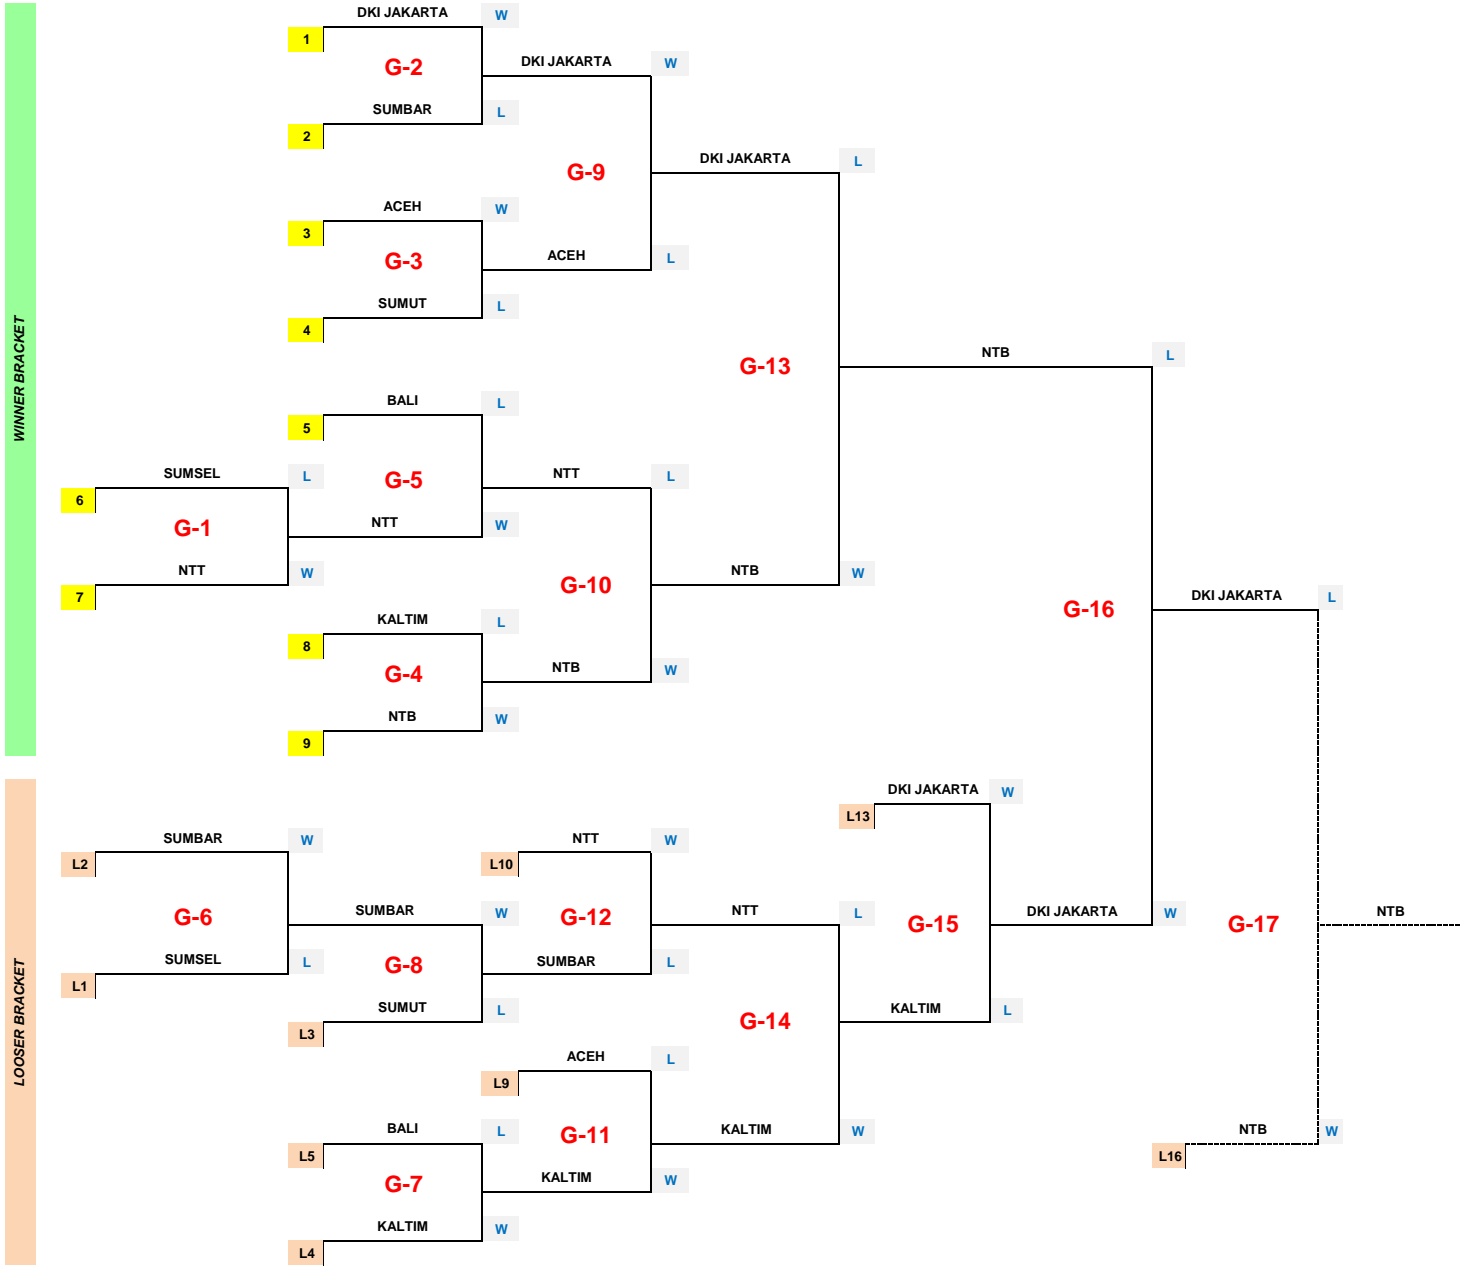 WINNER BRACKET
DKI JAKARTA W
1
G-2
DKI JAKARTA W
SUMBAR L
2
G-9
DKI JAKARTA L
ACEH W
3
G-3
ACEH L
SUMUT L
4
G-13
NTB L
BALI L
5
SUMSEL L
6
G-5
NTT L
G-1
NTT W
NTT W
7
G-10
NTB W
G-16
DKI JAKARTA L
KALTIM L
8
G-4
NTB W
NTB W
9
LOOSER BRACKET
DKI JAKARTA W
L13
SUMBAR W
L2
NTT W
L10
G-6
SUMBAR W
G-12
NTT L
G-15
DKI JAKARTA W
G-17
NTB
SUMSEL L
L1
G-8
SUMBAR L
SUMUT L
L3
G-14
KALTIM L
ACEH L
L9
BALI L
L5
G-11
KALTIM W
NTB W
L16
G-7
KALTIM W
KALTIM W
L4